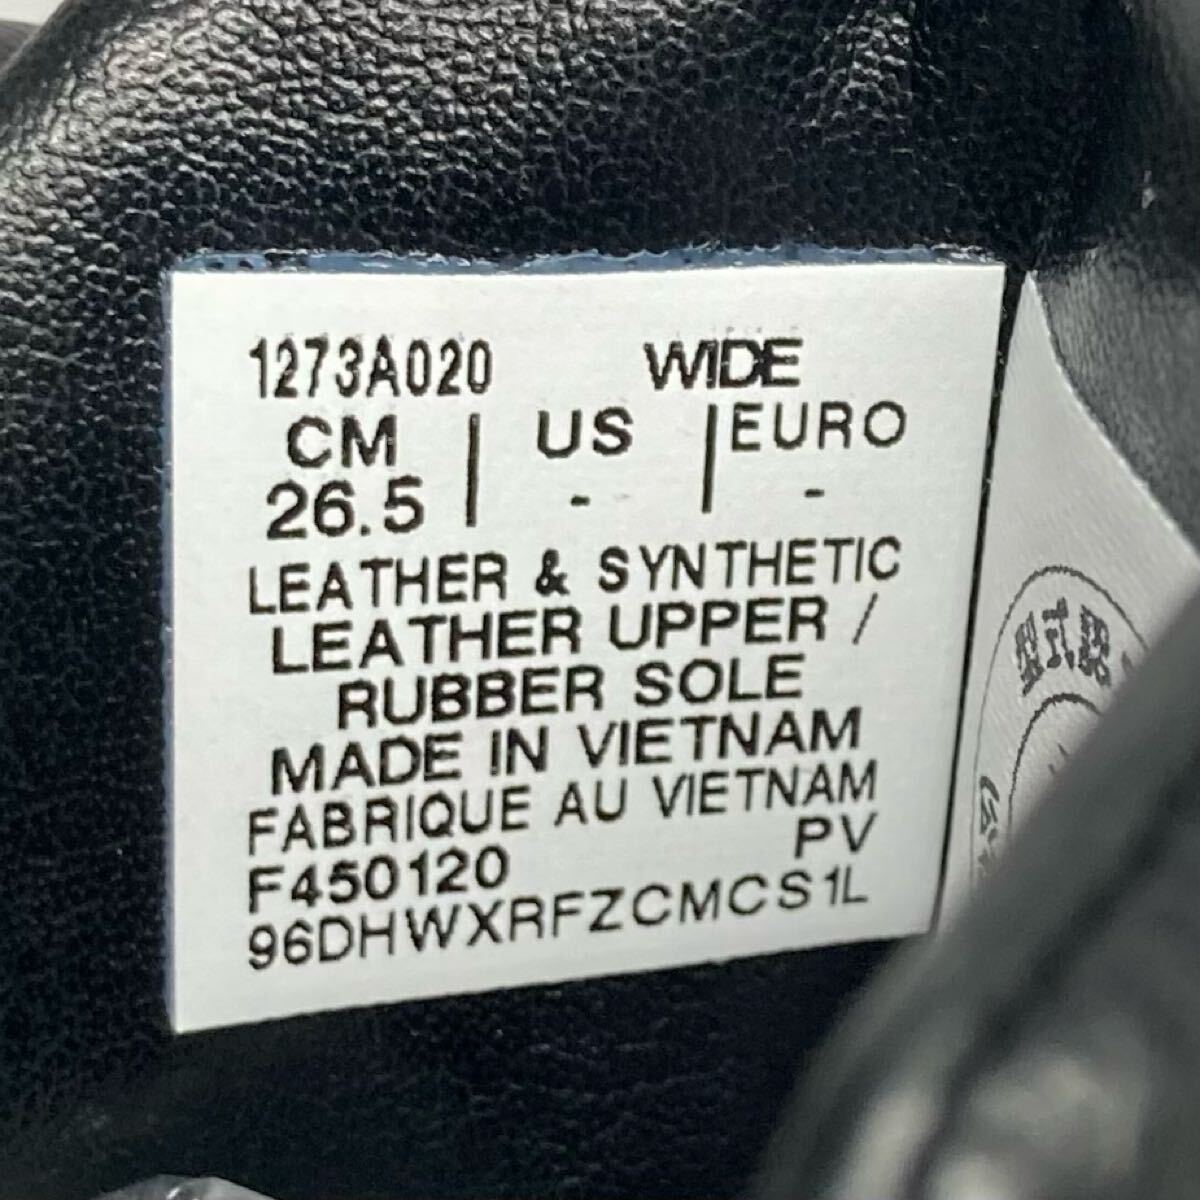 1273A020 WIDE
CM | US | EURO
26.5 - -
LEATHER & SYNTHETIC
LEATHER UPPER /
RUBBER SOLE
MADE IN VIETNAM
FABRIQUE AU VIETNAM
F450120 PV
96DHWXRFZCMCS1L